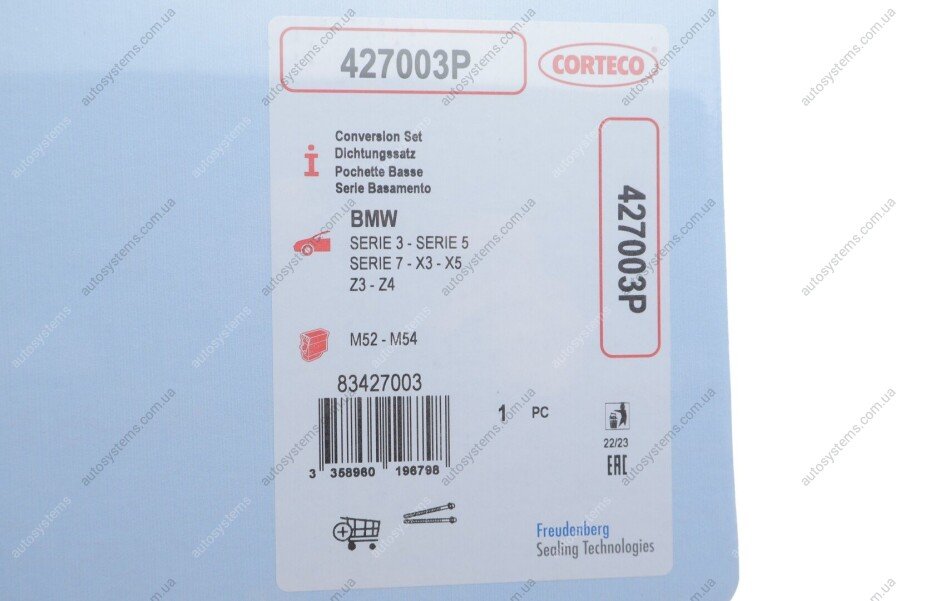 427003P
CORTECO
Conversion Set
Dichtungssatz
Pochette Basse
Serie Basamento
BMW
SERIE 3 - SERIE 5
SERIE 7 - X3 - X5
Z3 - Z4
M52 - M54
427003P
83427003
3 358960 196798
1 PC
22/23
EAC
Freudenberg
Sealing Technologies
autosystems.com.ua